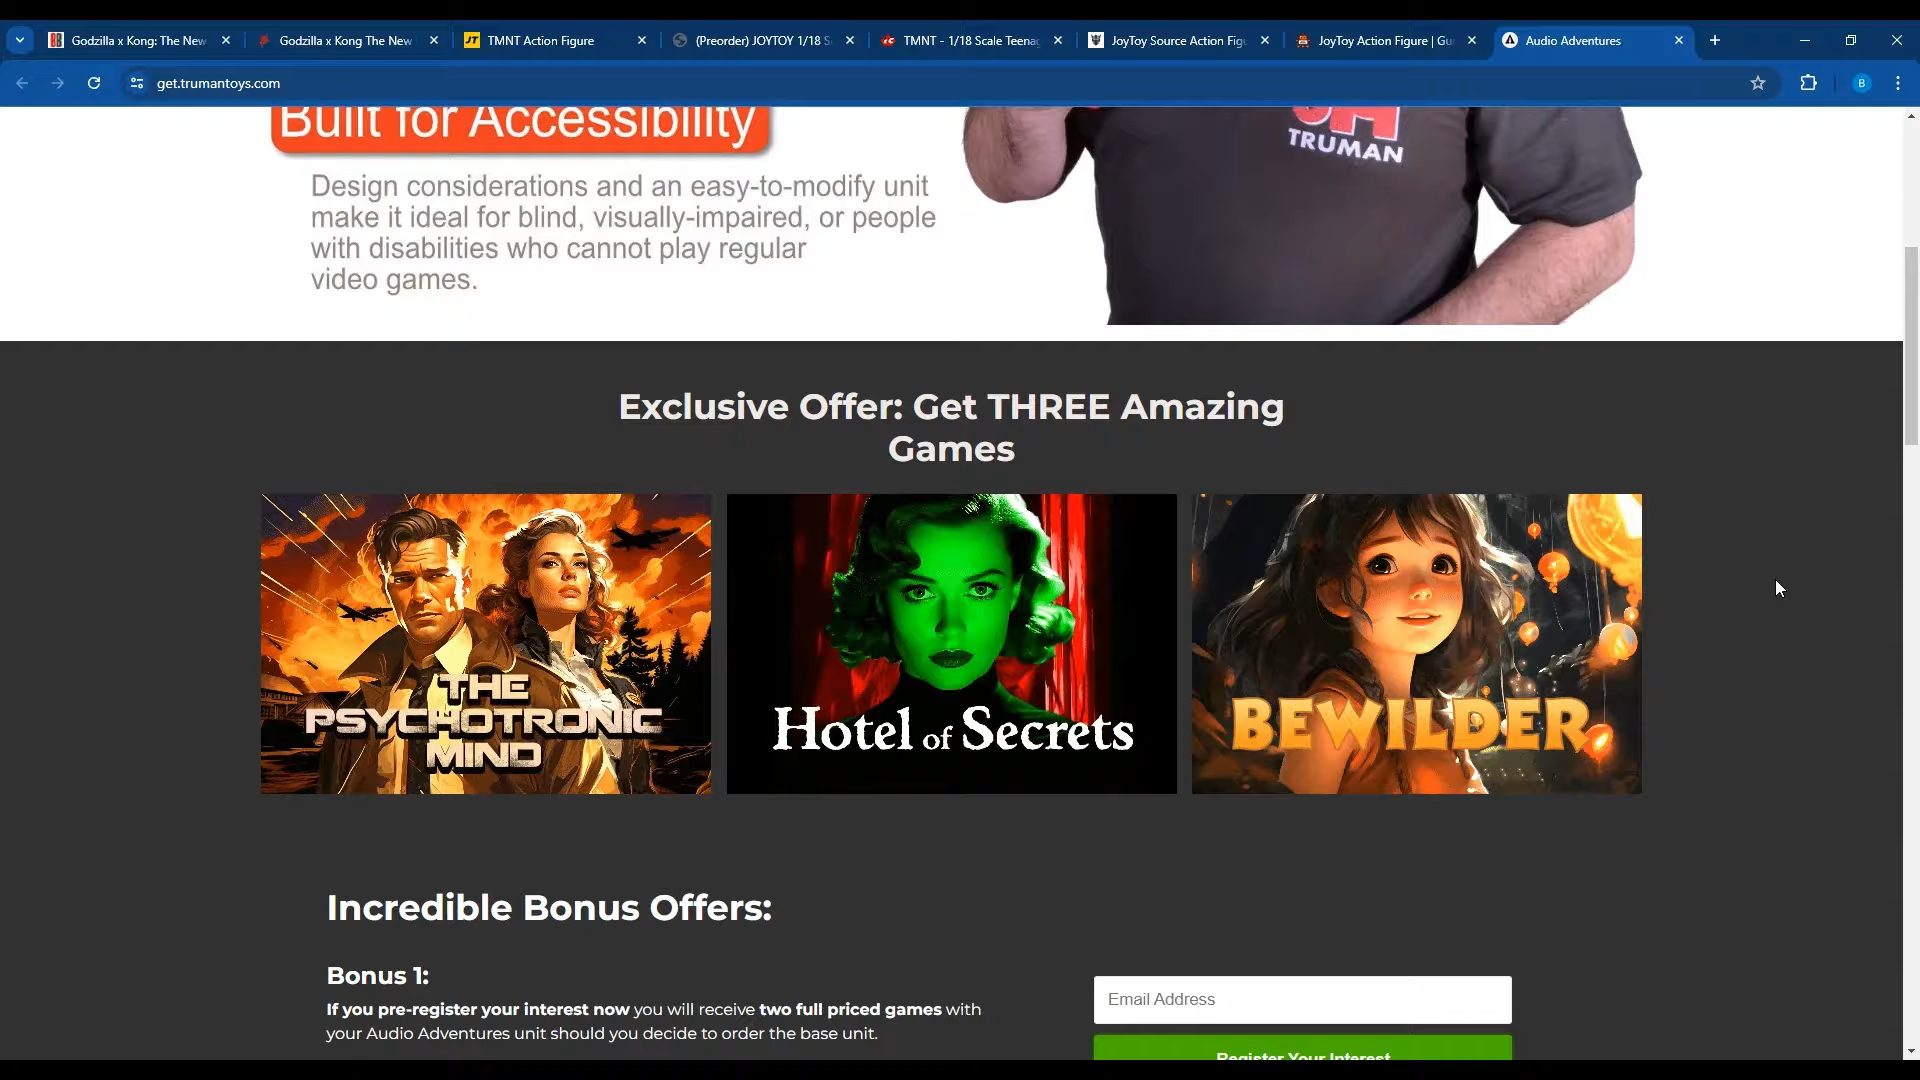 Godzilla x Kong: The New
Godzilla x Kong The New
JT
TMNT Action Figure
(Preorder) JOYTOY 1/18 S
TMNT - 1/18 Scale Teenag
JoyToy Source Action Figu
JoyToy Action Figure | Gu
Audio Adventures
get.trumantoys.com
B
Built for Accessibility
Design considerations and an easy-to-modify unit
make it ideal for blind, visually-impaired, or people
with disabilities who cannot play regular
video games.
TRUMAN
Exclusive Offer: Get THREE Amazing
Games
THE
PSYCHOTRONIC
MIND
Hotel of Secrets
BEWILDER
Incredible Bonus Offers:
Bonus 1:
If you pre-register your interest now you will receive two full priced games with
your Audio Adventures unit should you decide to order the base unit.
Email Address
Register Your Interest